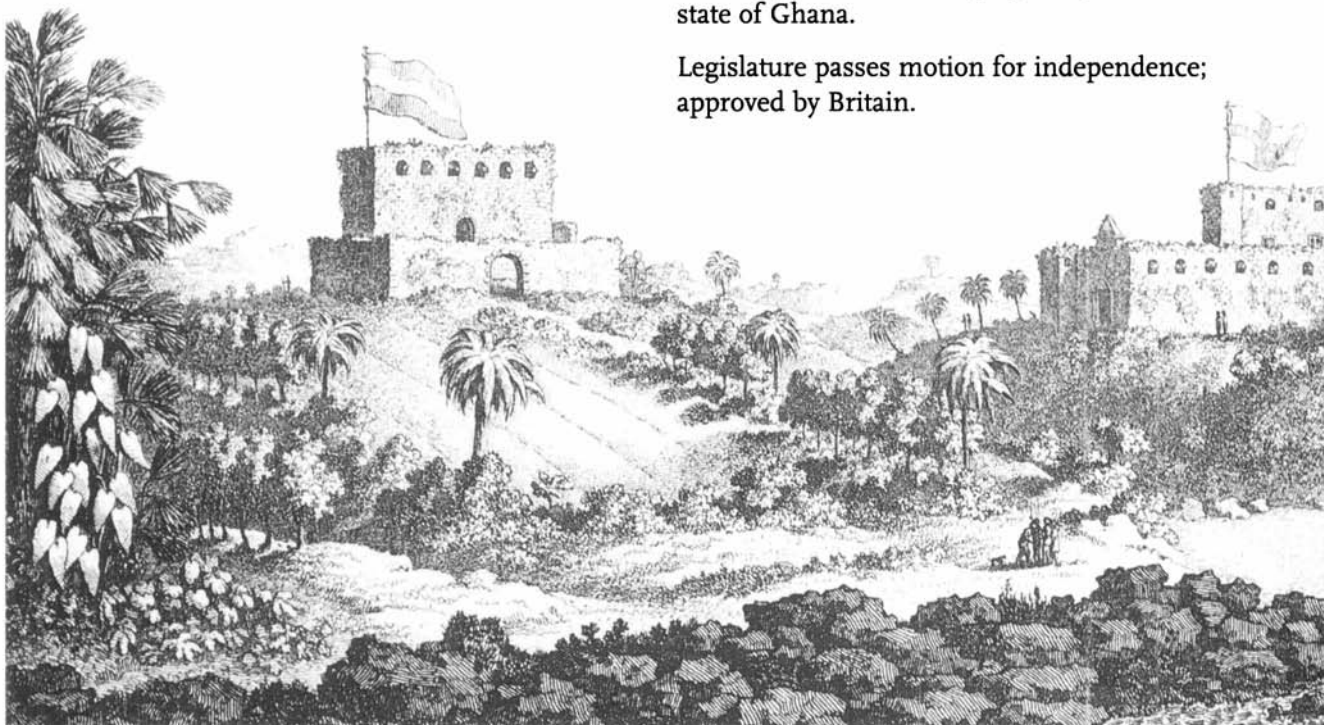 state of Ghana.
Legislature passes motion for independence;
approved by Britain.